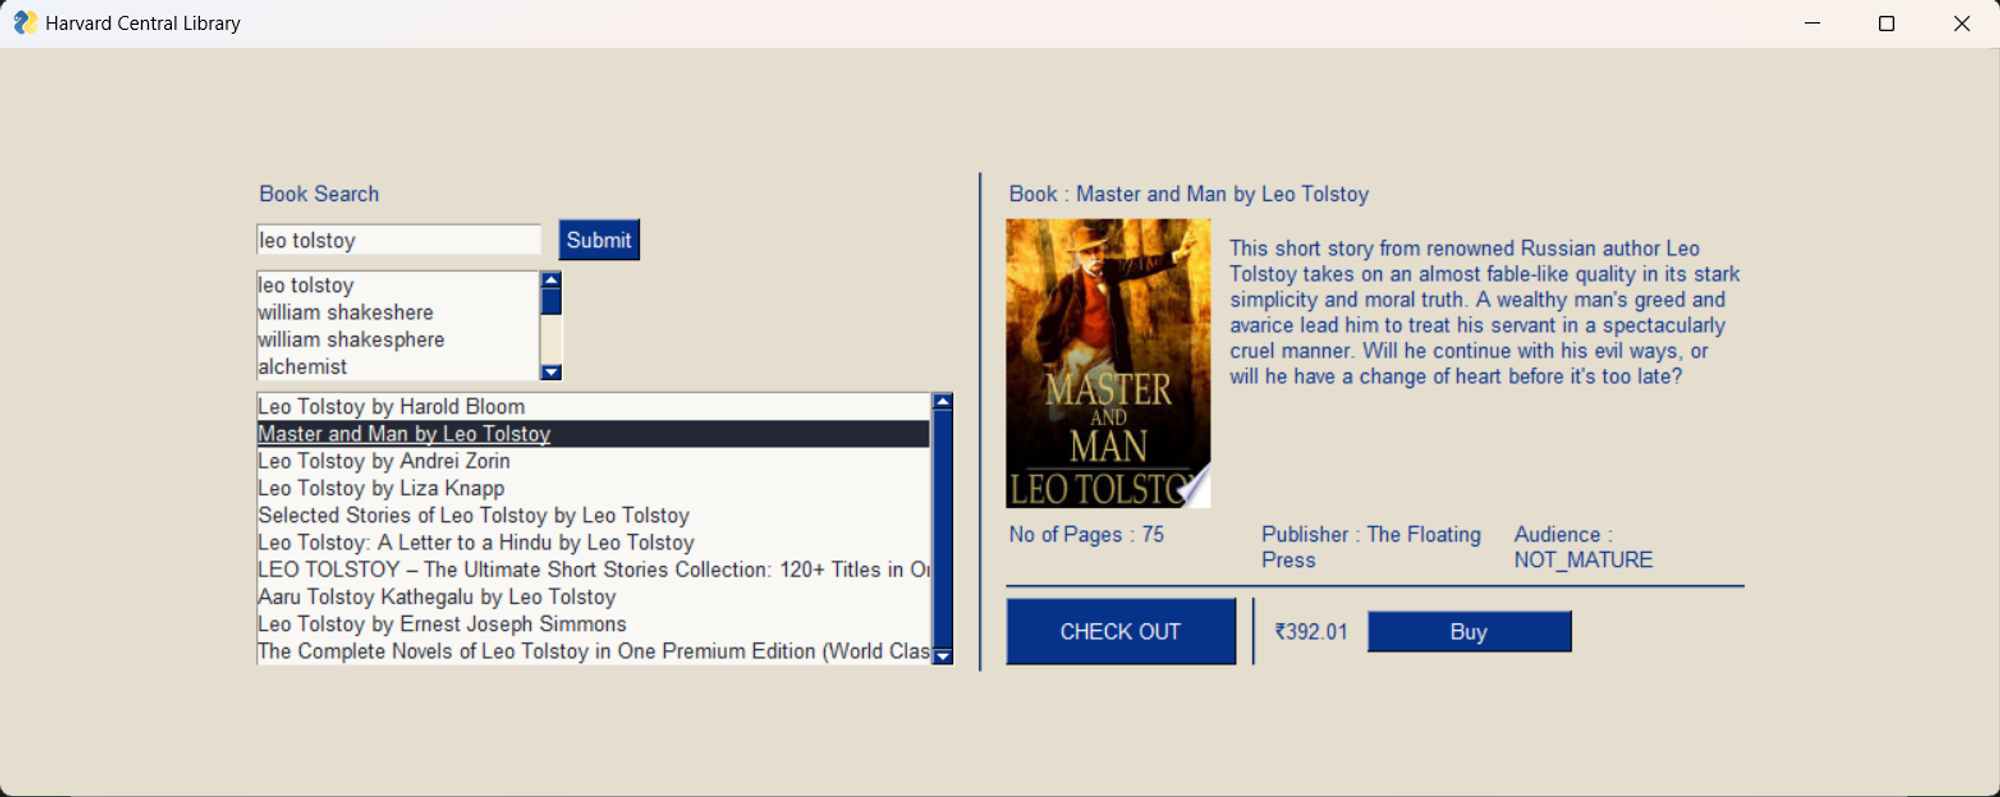 Harvard Central Library
Book Search
leo tolstoy
Submit
leo tolstoy
william shakeshere
william shakesphere
alchemist
Leo Tolstoy by Harold Bloom
Master and Man by Leo Tolstoy
Leo Tolstoy by Andrei Zorin
Leo Tolstoy by Liza Knapp
Selected Stories of Leo Tolstoy by Leo Tolstoy
Leo Tolstoy: A Letter to a Hindu by Leo Tolstoy
LEO TOLSTOY – The Ultimate Short Stories Collection: 120+ Titles in
Aaru Tolstoy Kathegalu by Leo Tolstoy
Leo Tolstoy by Ernest Joseph Simmons
The Complete Novels of Leo Tolstoy in One Premium Edition (World Clas
Book : Master and Man by Leo Tolstoy
MASTER
AND
MAN
LEO TOLSTO
This short story from renowned Russian author Leo
Tolstoy takes on an almost fable-like quality in its stark
simplicity and moral truth. A wealthy man's greed and
avarice lead him to treat his servant in a spectacularly
cruel manner. Will he continue with his evil ways, or
will he have a change of heart before it's too late?
No of Pages : 75
Publisher : The Floating
Press
Audience :
NOT_MATURE
CHECK OUT
₹392.01
Buy